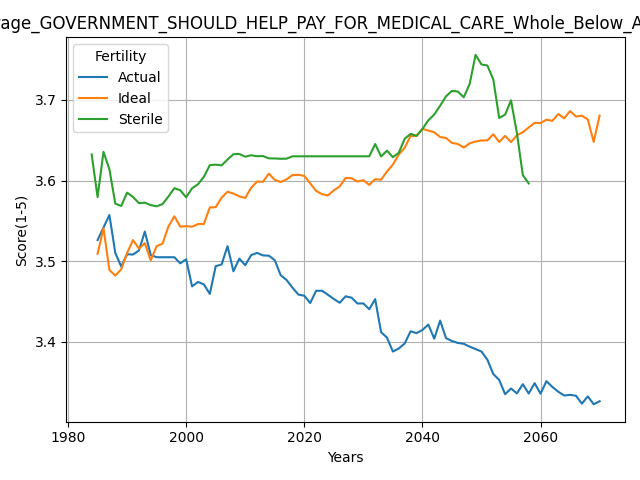 rage_GOVERNMENT_SHOULD_HELP_PAY_FOR_MEDICAL_CARE_Whole_Below_A
Fertility
Actual
Ideal
Sterile
3.7
3.6
3.5
3.4
Score(1-5)
1980
2000
2020
2040
2060
Years